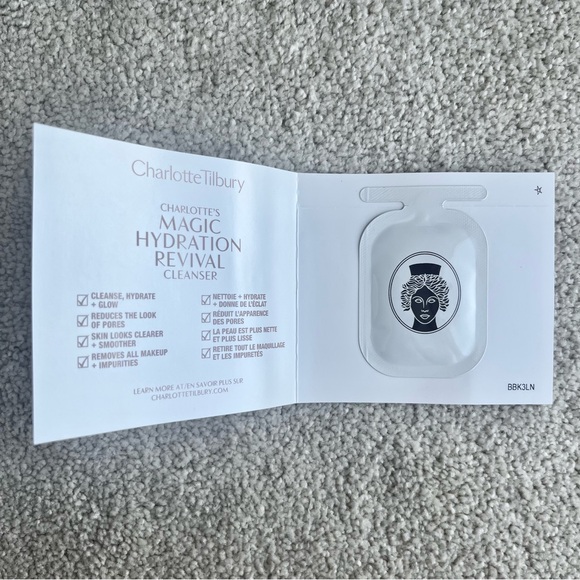 CharlotteTilbury
CHARLOTTE'S
MAGIC
HYDRATION
REVIVAL
CLEANSER
CLEANSE, HYDRATE
+ GLOW
REDUCES THE LOOK
OF PORES
SKIN LOOKS CLEARER
+ SMOOTHER
REMOVES ALL MAKEUP
+ IMPURITIES
NETTOIE + HYDRATE
+ DONNE DE L'ÉCLAT
RÉDUIT L'APPARENCE
DES PORES
LA PEAU EST PLUS NETTE
ET PLUS LISSE
RETIRE TOUT LE MAQUILLAGE
ET LES IMPURETÉS
LEARN MORE AT/EN SAVOIR PLUS SUR
CHARLOTTETILBURY.COM
BBK3LN